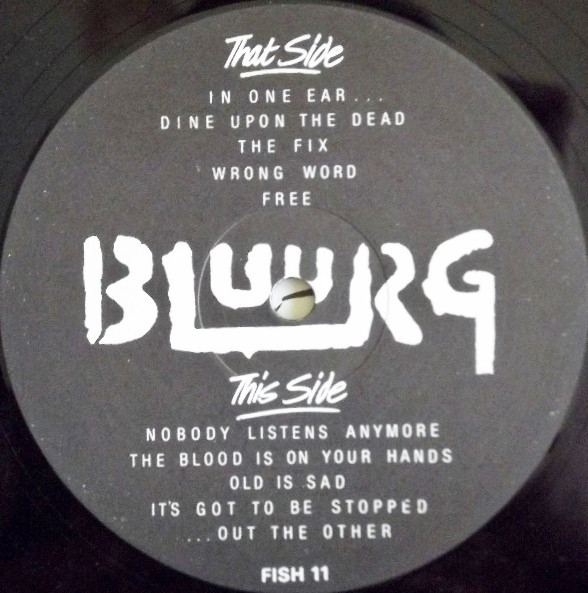 That Side
IN ONE EAR...
DINE UPON THE DEAD
THE FIX
WRONG WORD
FREE
BLUURG
This Side
NOBODY LISTENS ANYMORE
THE BLOOD IS ON YOUR HANDS
OLD IS SAD
IT'S GOT TO BE STOPPED
...OUT THE OTHER
FISH 11